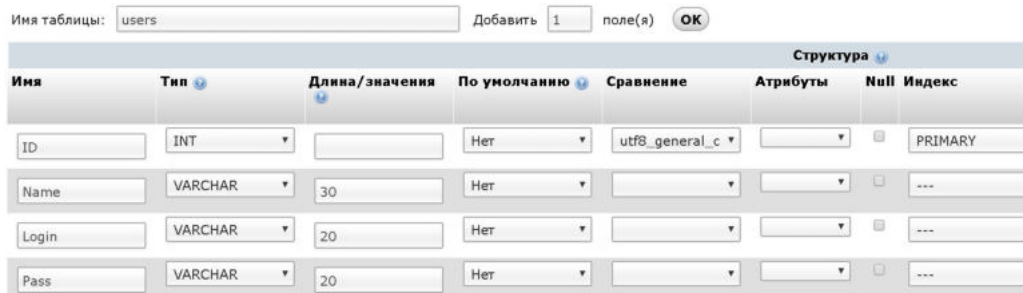 Имя таблицы: users Добавить 1 поле(я) OK
Структура
Имя Тип Длина/значения По умолчанию Сравнение Атрибуты Null Индекс
ID INT Нет utf8_general_c PRIMARY
Name VARCHAR 30 Нет ---
Login VARCHAR 20 Нет ---
Pass VARCHAR 20 Нет ---